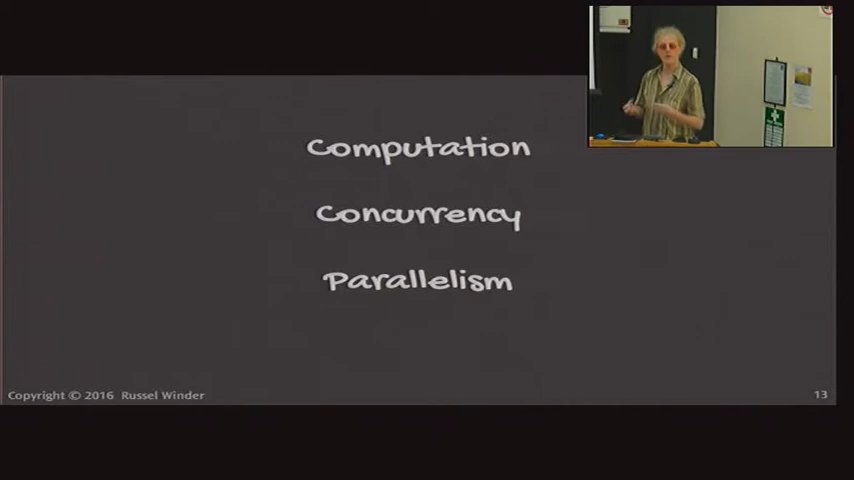 Computation
Concurrency
Parallelism
Copyright © 2016 Russel Winder
13